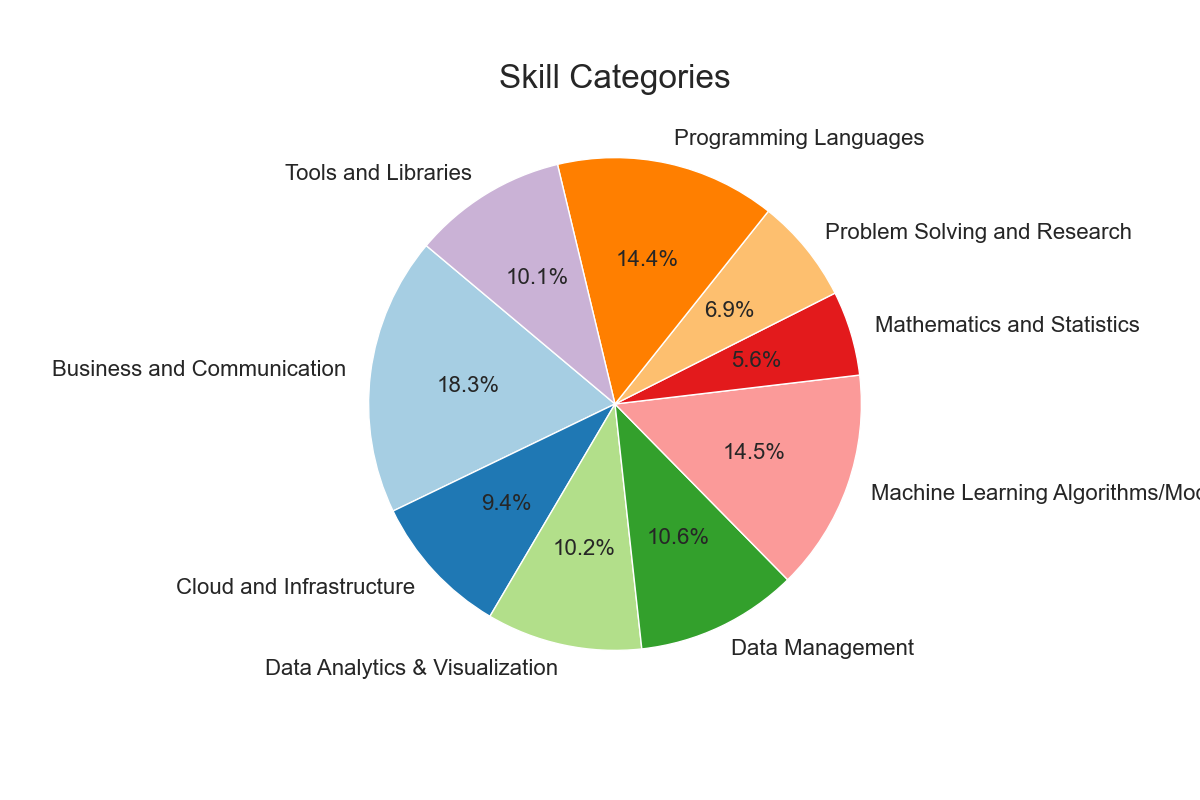 Skill Categories
Programming Languages
Tools and Libraries
Problem Solving and Research
14.4%
10.1%
6.9%
Mathematics and Statistics
5.6%
Business and Communication
18.3%
14.5%
Machine Learning Algorithms/
9.4%
10.6%
10.2%
Cloud and Infrastructure
Data Management
Data Analytics & Visualization